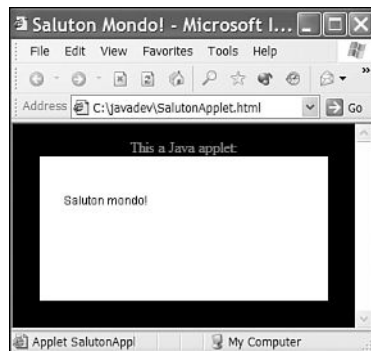 Saluton Mondo! - Microsoft I...
File Edit View Favorites Tools Help
Address C:\javadev\SalutonApplet.html Go
This a Java applet:
Saluton mondo!
Applet SalutonAppl My Computer